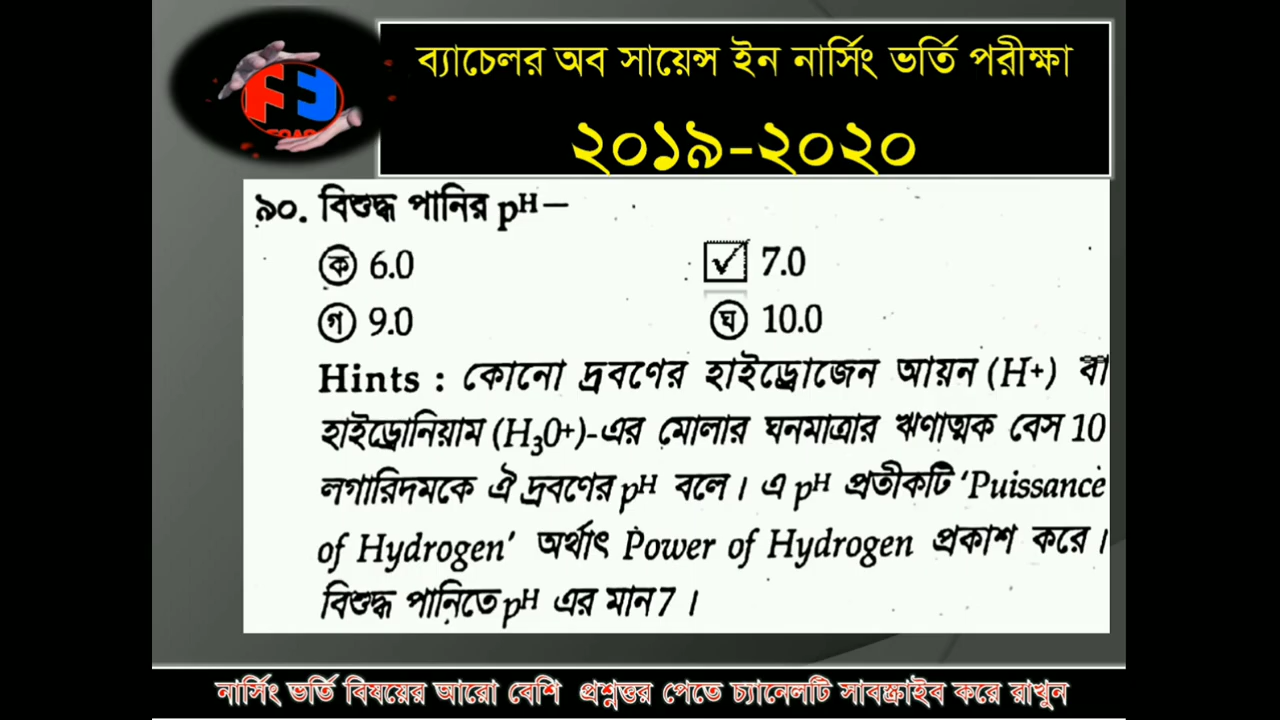 ব্যাচেলর অব সায়েন্স ইন নার্সিং ভর্তি পরীক্ষা
২০১৯-২০২০
৯০. বিশুদ্ধ পানির pH—
ক 6.0
✓ 7.0
গ 9.0
ঘ 10.0
Hints : কোনো দ্রবণের হাইড্রোজেন আয়ন (H+) বা
হাইড্রোনিয়াম (H₃0+)-এর মোলার ঘনমাত্রার ঋণাত্মক বেস 10
লগারিদমকে ঐ দ্রবণের pH বলে। এ pH প্রতীকটি ‘Puissance
of Hydrogen’ অর্থাৎ Power of Hydrogen প্রকাশ করে।
বিশুদ্ধ পানিতে pH এর মান 7 ।
নার্সিং ভর্তি বিষয়ের আরো বেশি প্রশ্নত্তর পেতে চ্যানেলটি সাবস্ক্রাইব করে রাখুন